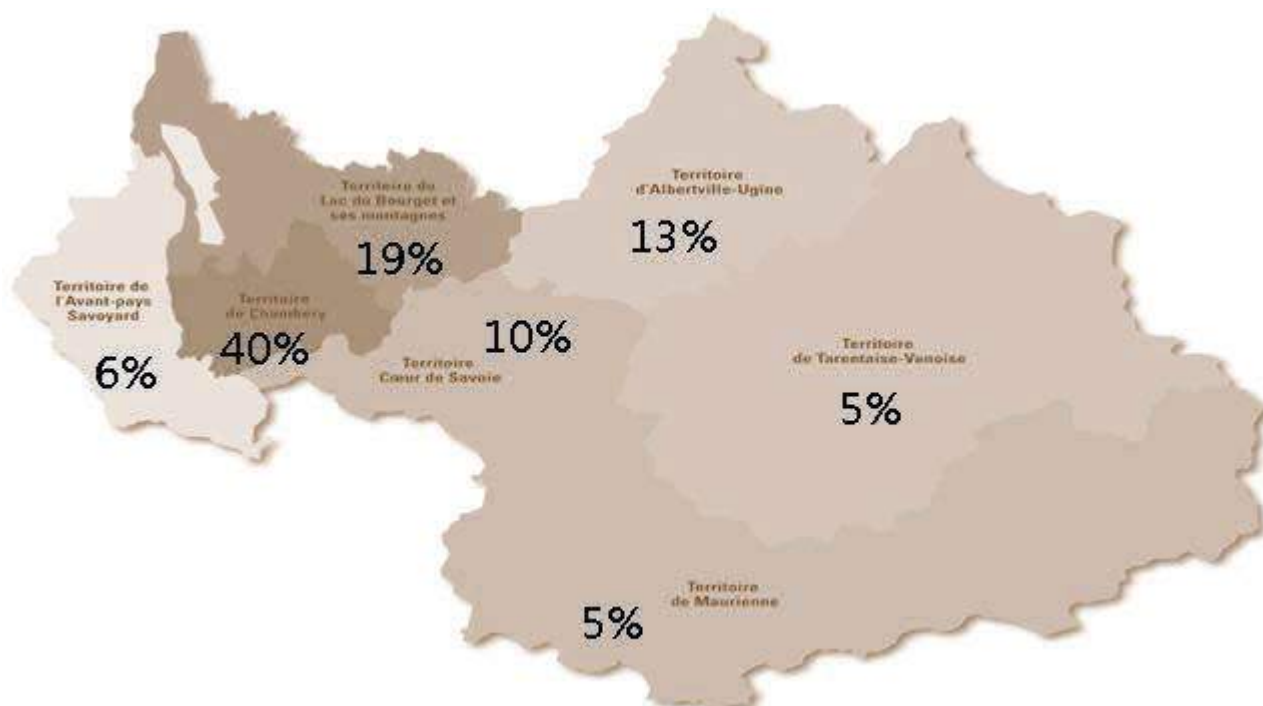 Territoire du
Lac du Bourget et
ses montagnes
19%
Territoire
d'Albertville-Ugine
13%
Territoire de
l'Avant-pays
Savoyard
6%
Territoire
de Chambéry
40%
10%
Territoire
Cœur de Savoie
Territoire
de Tarentaise-Vanoise
5%
Territoire
de Maurienne
5%